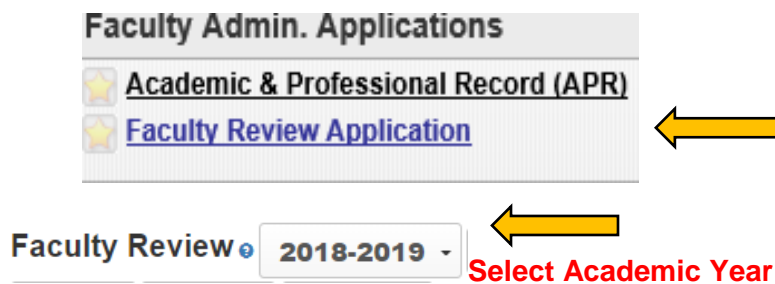 Faculty Admin. Applications
Academic & Professional Record (APR)
Faculty Review Application
Faculty Review 2018-2019
Select Academic Year